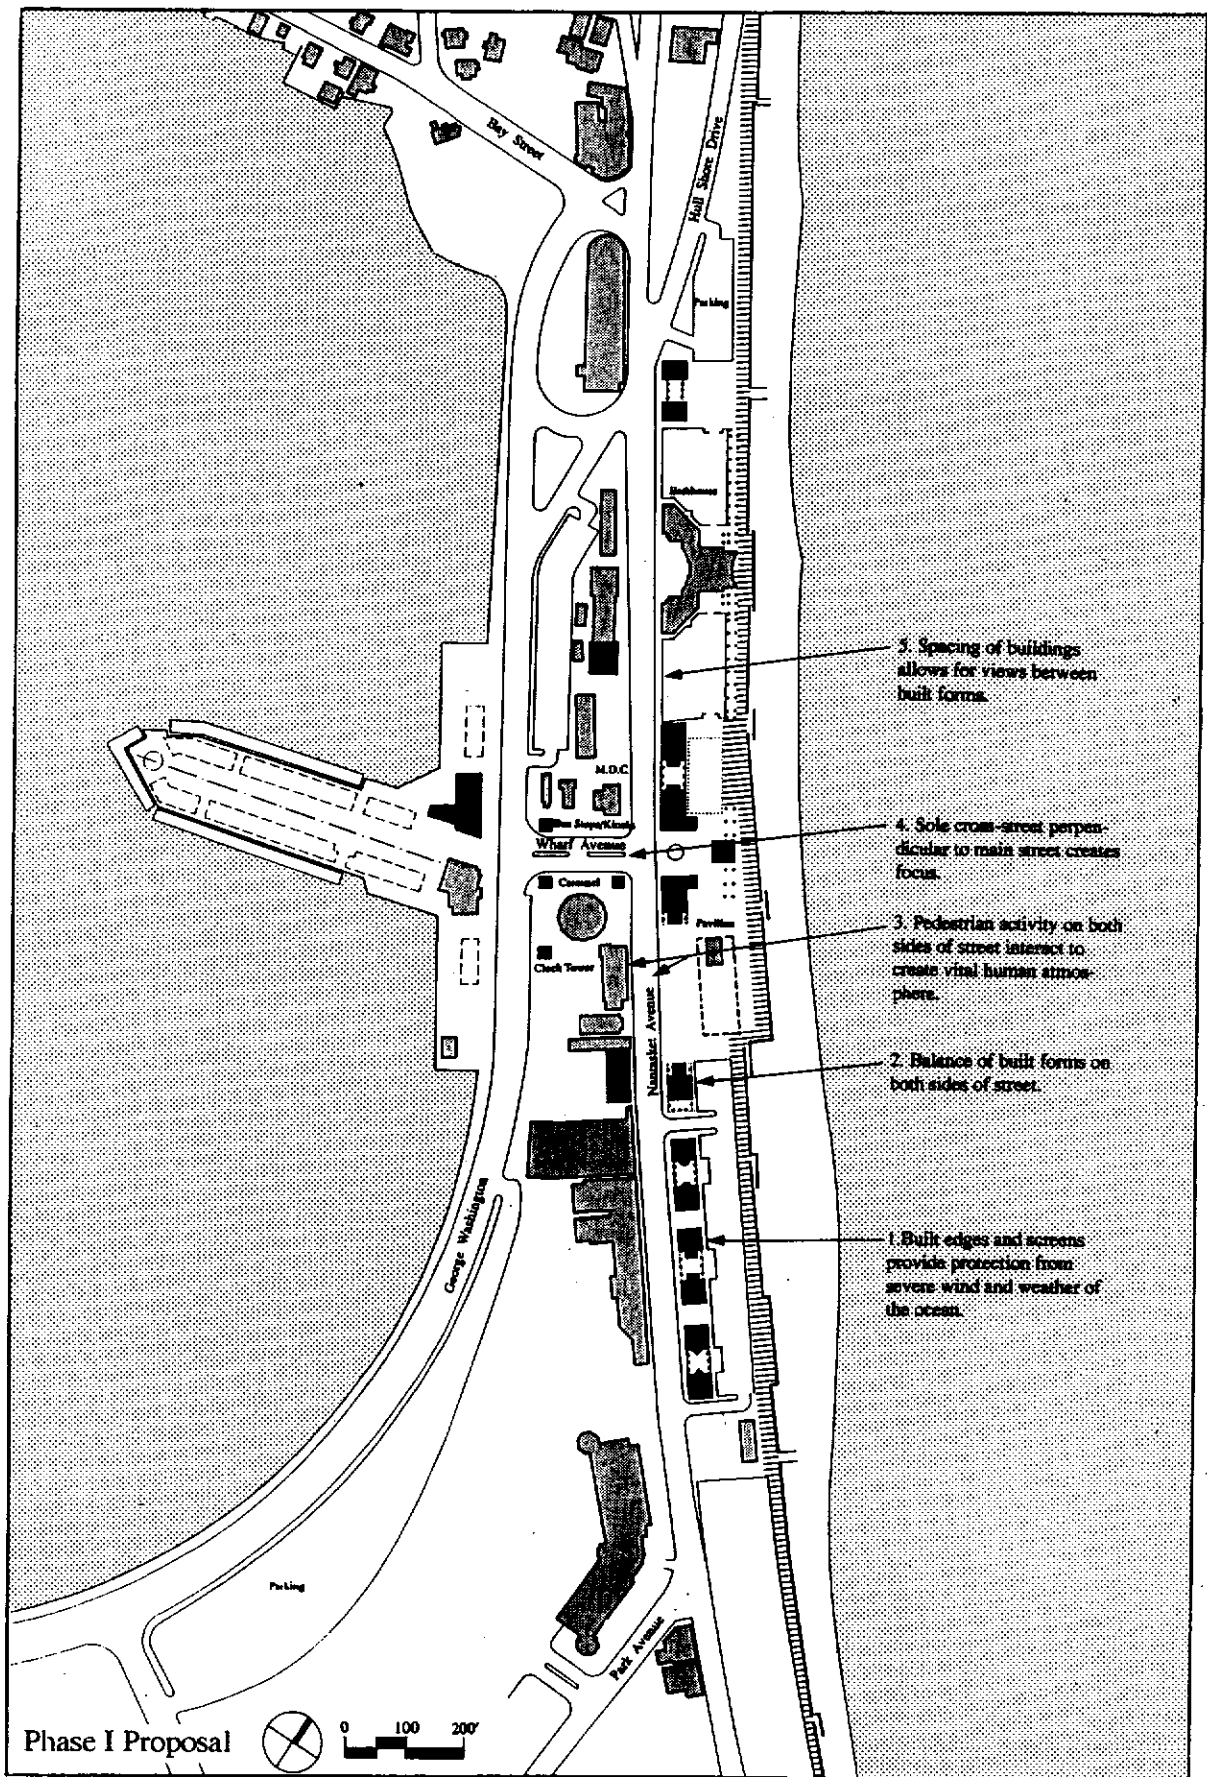 Bay Street
Hull Shore Drive
Parking
Bathhouse
5. Spacing of buildings
allows for views between
built forms.
M.D.C.
Bus Stops/Kiosks
Wharf Avenue
4. Sole cross-street perpen-
dicular to main street creates
focus.
Carousel
Pavilion
3. Pedestrian activity on both
sides of street interact to
create vital human atmos-
phere.
Clock Tower
Nantasket Avenue
2. Balance of built forms on
both sides of street.
George Washington
1.Built edges and screens
provide protection from
severe wind and weather of
the ocean.
Parking
Park Avenue
Phase I Proposal
0 100 200'